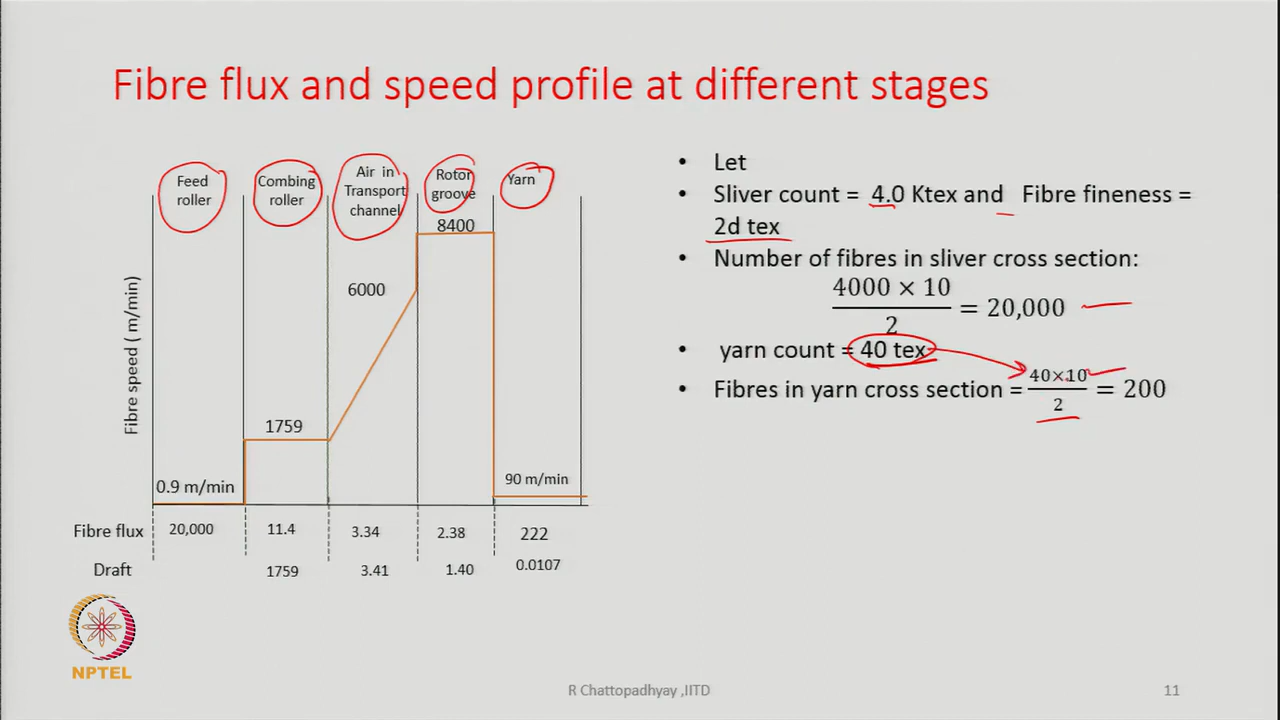 Fibre flux and speed profile at different stages
Feed
roller
Combing
roller
Air in
Transport
channel
Rotor
groove
Yarn
8400
6000
1759
0.9 m/min
90 m/min
Fibre speed ( m/min)
Fibre flux 20,000 11.4 3.34 2.38 222
Draft 1759 3.41 1.40 0.0107
• Let
• Sliver count = 4.0 Ktex and Fibre fineness =
2d tex
• Number of fibres in sliver cross section:
4000 × 10
2
= 20,000
• yarn count = 40 tex
• Fibres in yarn cross section = 40×10
2
= 200
NPTEL
R Chattopadhyay ,IITD
11